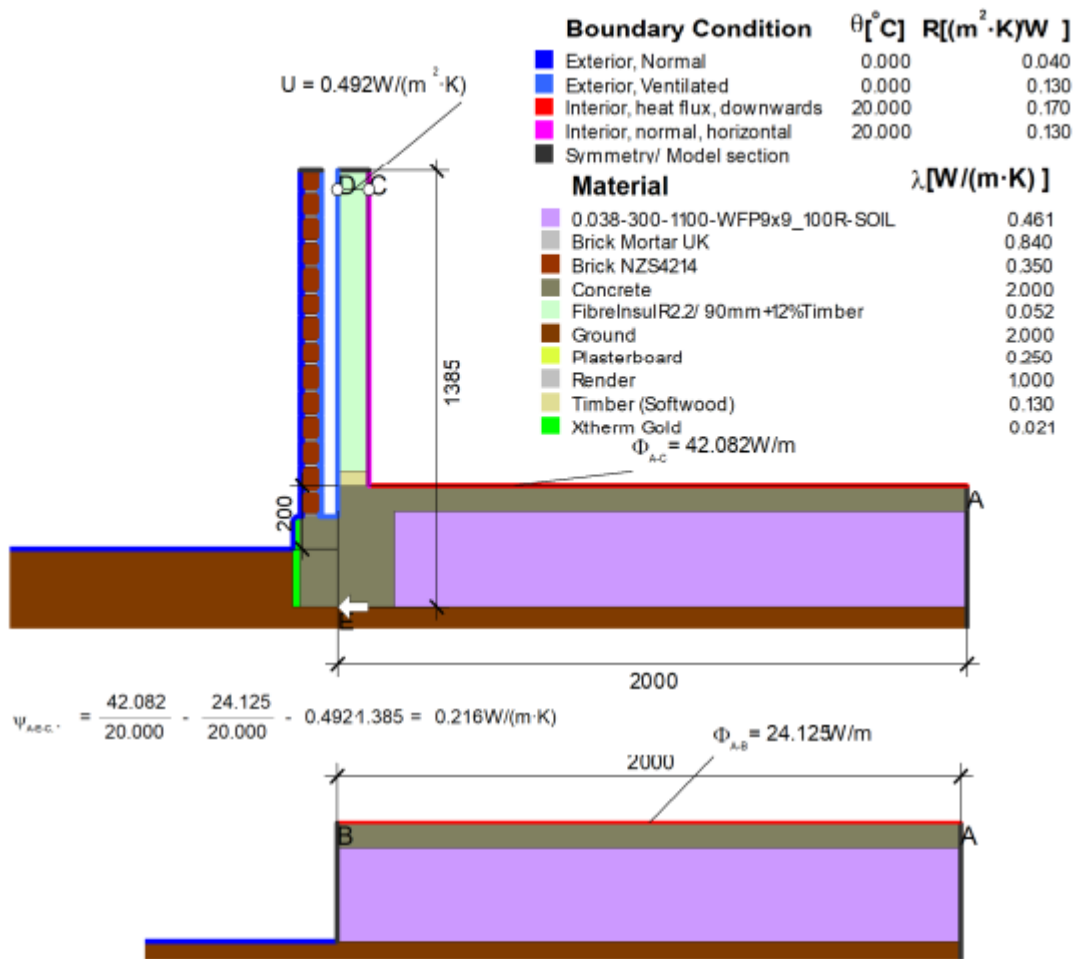 Boundary Condition θ[°C] R[(m²·K)/W ]
Exterior, Normal 0.000 0.040
Exterior, Ventilated 0.000 0.130
Interior, heat flux, downwards 20.000 0.170
Interior, normal, horizontal 20.000 0.130
Symmetry/ Model section
U = 0.492W/(m²·K)
Material λ[W/(m·K) ]
0.038-300-1100-WFP9x9_100R-SOIL 0.461
Brick Mortar UK 0.840
Brick NZS4214 0.350
Concrete 2.000
FibreInsulR2.2/ 90mm+12%Timber 0.052
Ground 2.000
Plasterboard 0.250
Render 1.000
Timber (Softwood) 0.130
Xtherm Gold 0.021
D C
1385
ΦA-C = 42.082W/m
200
A
E
2000
ψA-E-C, = 42.082/20.000 - 24.125/20.000 - 0.492·1.385 = 0.216W/(m·K)
ΦA-B = 24.125W/m
2000
B A